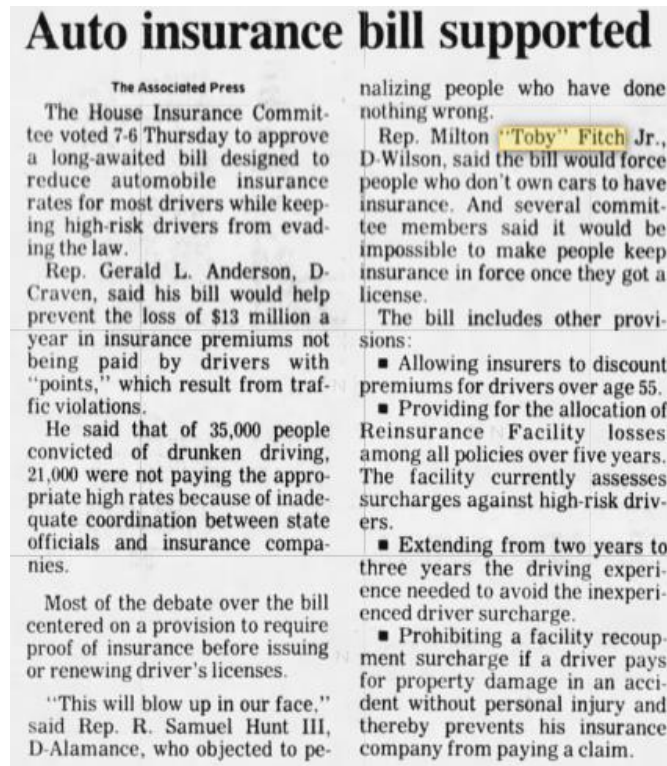 Auto insurance bill supported
The Associated Press
The House Insurance Commit-
tee voted 7-6 Thursday to approve
a long-awaited bill designed to
reduce automobile insurance
rates for most drivers while keep-
ing high-risk drivers from evad-
ing the law.
Rep. Gerald L. Anderson, D-
Craven, said his bill would help
prevent the loss of $13 million a
year in insurance premiums not
being paid by drivers with
"points," which result from traf-
fic violations.
He said that of 35,000 people
convicted of drunken driving,
21,000 were not paying the appro-
priate high rates because of inade-
quate coordination between state
officials and insurance compa-
nies.
Most of the debate over the bill
centered on a provision to require
proof of insurance before issuing
or renewing driver's licenses.
"This will blow up in our face,"
said Rep. R. Samuel Hunt III,
D-Alamance, who objected to pe-
nalizing people who have done
nothing wrong.
Rep. Milton "Toby" Fitch Jr.,
D-Wilson, said the bill would force
people who don't own cars to have
insurance. And several commit-
tee members said it would be
impossible to make people keep
insurance in force once they got a
license.
The bill includes other provi-
sions:
■ Allowing insurers to discount
premiums for drivers over age 55.
■ Providing for the allocation of
Reinsurance Facility losses
among all policies over five years.
The facility currently assesses
surcharges against high-risk driv-
ers.
■ Extending from two years to
three years the driving experi-
ence needed to avoid the inexperi-
enced driver surcharge.
■ Prohibiting a facility recoup-
ment surcharge if a driver pays
for property damage in an acci-
dent without personal injury and
thereby prevents his insurance
company from paying a claim.